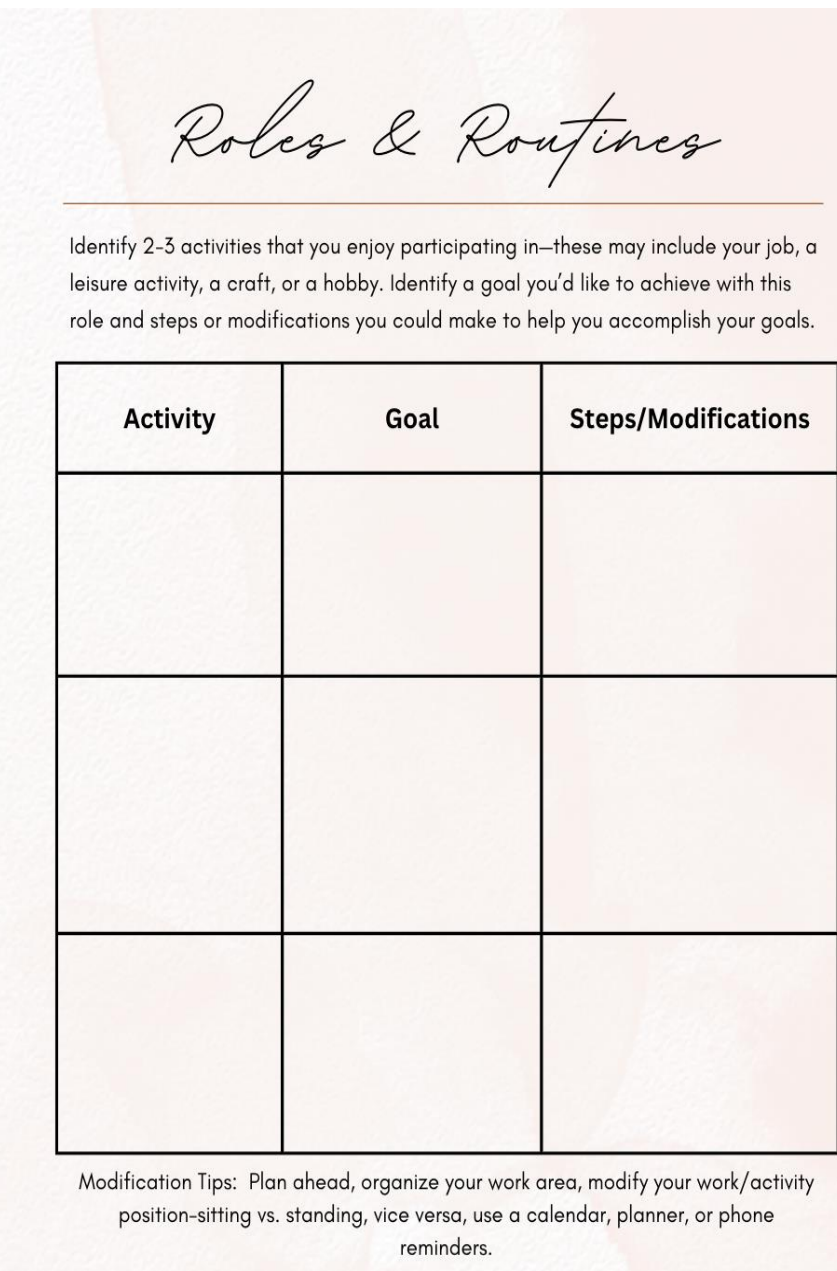 Roles & Routines
Identify 2-3 activities that you enjoy participating in—these may include your job, a
leisure activity, a craft, or a hobby. Identify a goal you’d like to achieve with this
role and steps or modifications you could make to help you accomplish your goals.
Activity Goal Steps/Modifications
Modification Tips:  Plan ahead, organize your work area, modify your work/activity
position-sitting vs. standing, vice versa, use a calendar, planner, or phone
reminders.